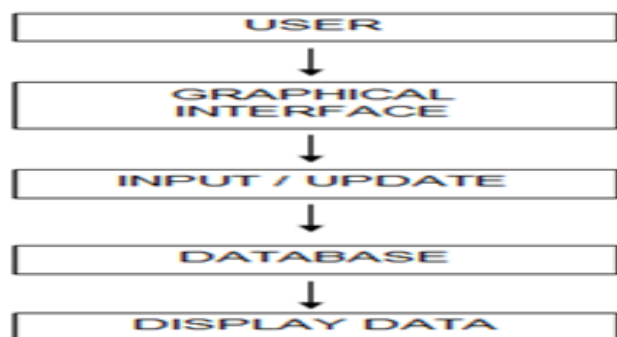 USER
GRAPHICAL
INTERFACE
INPUT / UPDATE
DATABASE
DISPLAY DATA